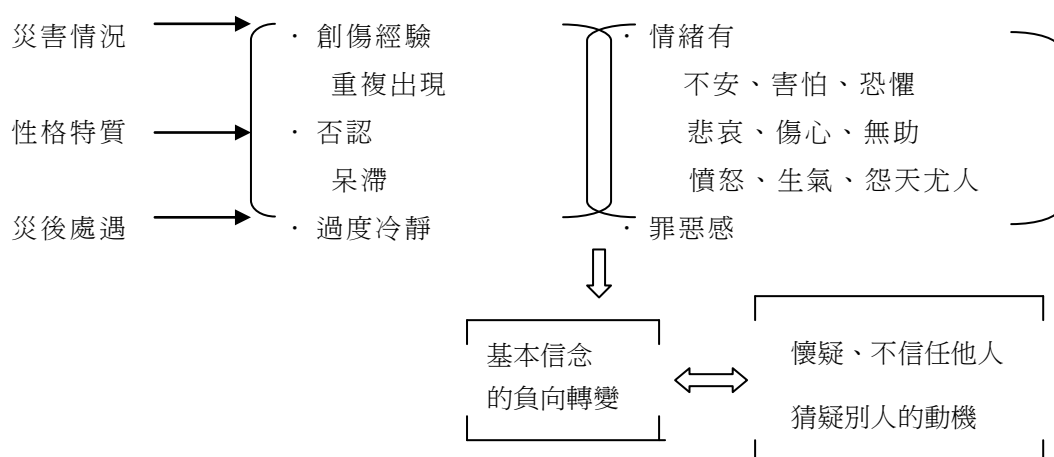 災害情況
性格特質
災後處遇
· 創傷經驗
重複出現
· 否認
呆滯
· 過度冷靜
· 情緒有
不安、害怕、恐懼
悲哀、傷心、無助
憤怒、生氣、怨天尤人
· 罪惡感
基本信念
的負向轉變
懷疑、不信任他人
猜疑別人的動機